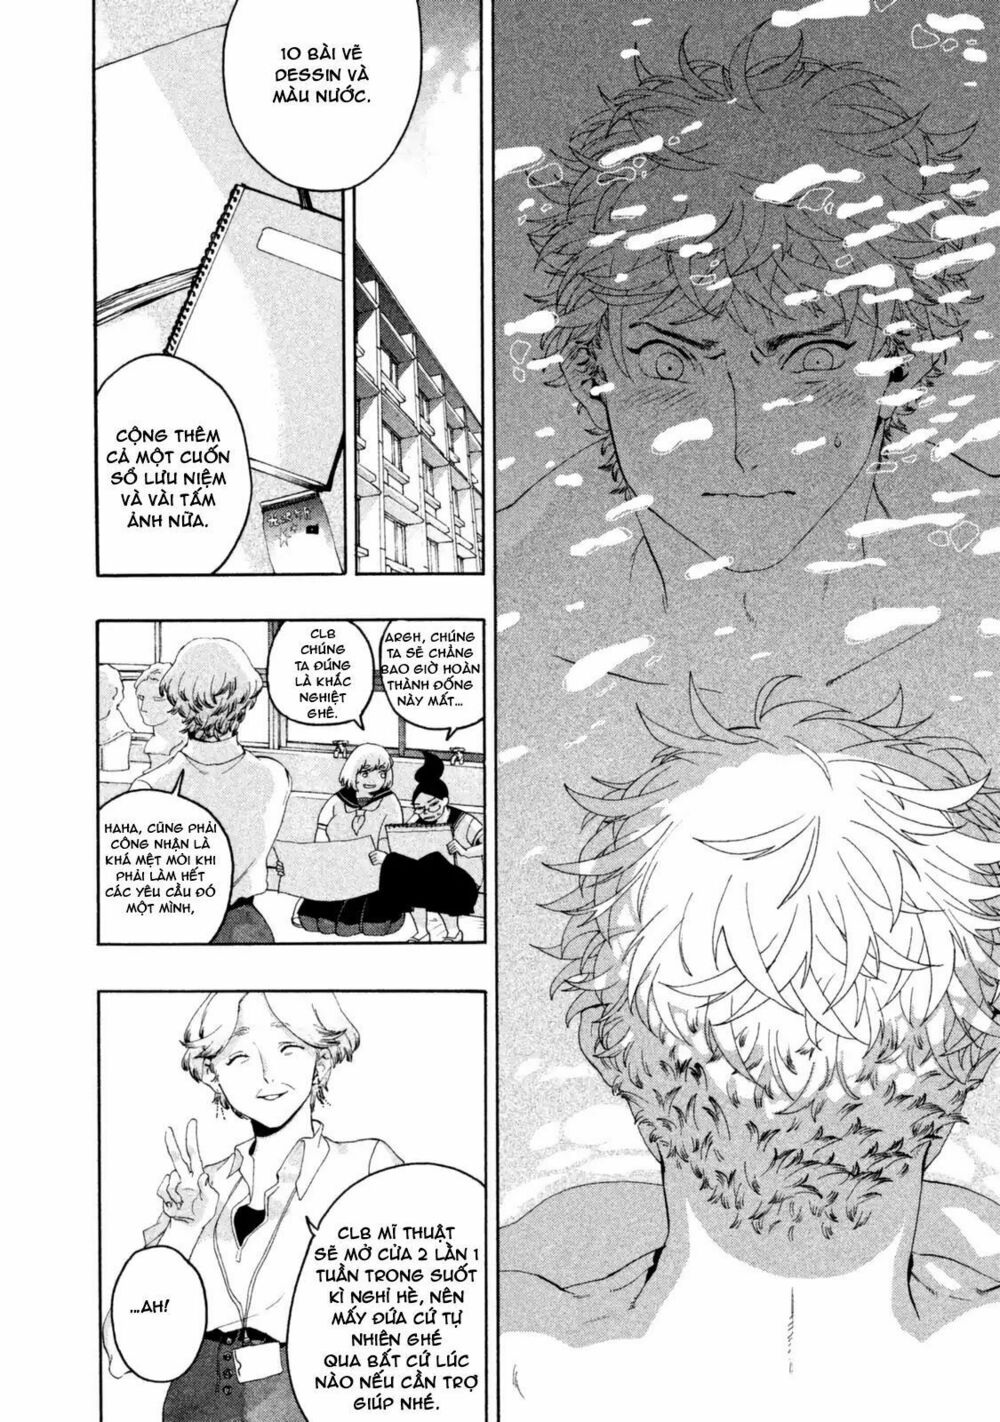 10 BÀI VẼ
DESSIN VÀ
MÀU NƯỚC.
CỘNG THÊM
CẢ MỘT CUỐN
SỔ LƯU NIỆM
VÀ VÀI TẤM
ẢNH NỮA.
ARGH, CHÚNG
TA SẼ CHẲNG
BAO GIỜ HOÀN
THÀNH ĐỐNG
NÀY MẤT...
CLB
CHÚNG
TA ĐÚNG
LÀ KHẮC
NGHIỆT
GHÊ.
HAHA, CŨNG PHẢI
CÔNG NHẬN LÀ
KHÁ MỆT MỎI KHI
PHẢI LÀM HẾT
CÁC YÊU CẦU ĐÓ
MỘT MÌNH,
CLB MĨ THUẬT
SẼ MỞ CỬA 2 LẦN 1
TUẦN TRONG SUỐT
KÌ NGHỈ HÈ, NÊN
MẤY ĐỨA CỨ TỰ
NHIÊN GHÉ
QUA BẤT CỨ LÚC
NÀO NẾU CẦN TRỢ
GIÚP NHÉ.
...AH!